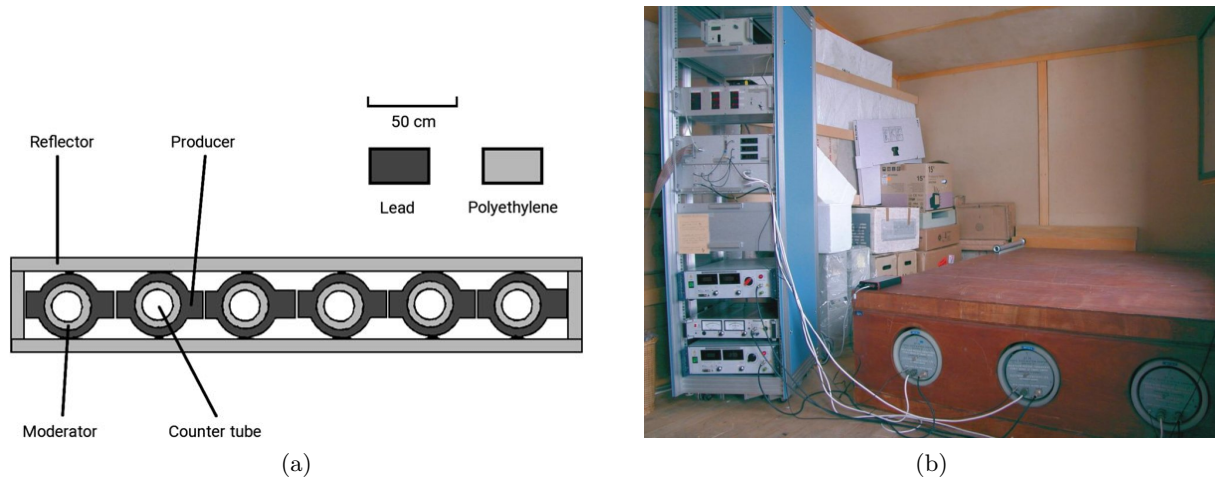 50 cm
Reflector
Producer
Lead
Polyethylene
Moderator
Counter tube
(a)
(b)